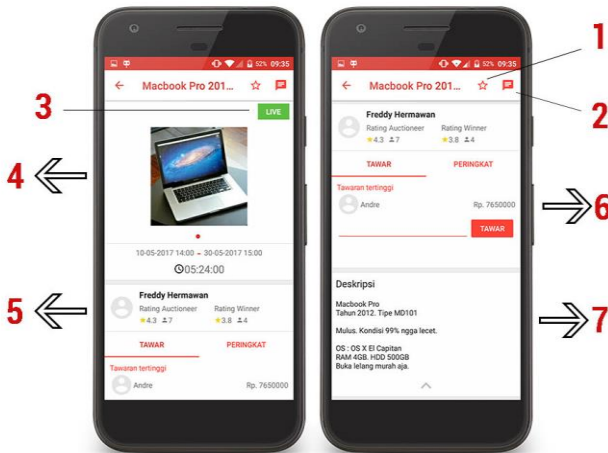 52% 09:35
Macbook Pro 201...
3
LIVE
4
10-05-2017 14:00 - 30-05-2017 15:00
05:24:00
5
Freddy Hermawan
Rating Auctioneer Rating Winner
4.3 7 3.8 4
TAWAR PERINGKAT
Tawaran tertinggi
Andre Rp. 7650000
52% 09:35
1
Macbook Pro 201...
2
Freddy Hermawan
Rating Auctioneer Rating Winner
4.3 7 3.8 4
TAWAR PERINGKAT
Tawaran tertinggi
Andre Rp. 7650000
6
TAWAR
Deskripsi
Macbook Pro
Tahun 2012. Tipe MD101
7
Mulus. Kondisi 99% ngga lecet.
OS : OS X El Capitan
RAM 4GB. HDD 500GB
Buka lelang murah aja.